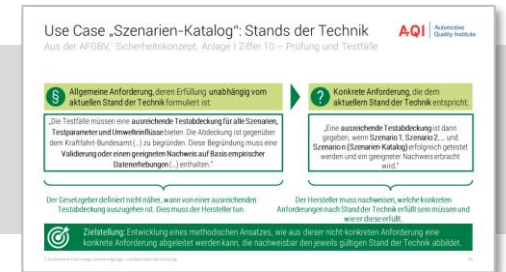 Use Case „Szenarien-Katalog“: Stands der Technik
AQI Automotive Quality Institute
Aus der AFGBV,¹ Sicherheitskonzept, Anlage I Ziffer 10 – Prüfung und Testfälle
§ Allgemeine Anforderung, deren Erfüllung unabhängig vom
aktuellen Stand der Technik formuliert ist:
„Die Testfälle müssen eine ausreichende Testabdeckung für alle Szenarien,
Testparameter und Umwelteinflüsse bieten. Die Abdeckung ist gegenüber
dem Kraftfahrt-Bundesamt (…) zu begründen. Diese Begründung muss eine
Validierung oder einen geeigneten Nachweis auf Basis empirischer
Datenerhebungen (…) enthalten.“
Der Gesetzgeber definiert nicht näher, wann von einer ausreichenden
Testabdeckung auszugehen ist. Dies muss der Hersteller tun.
? Konkrete Anforderung, die dem
aktuellem Stand der Technik entspricht:
„Eine ausreichende Testabdeckung ist dann
gegeben, wenn Szenario 1, Szenario 2, … und
Szenario n (Szenarien-Katalog) erfolgreich getestet
werden und ein geeigneter Nachweis erbracht
wird.“
Der Hersteller muss nachweisen, welche konkreten
Anforderungen nach Stand der Technik erfüllt sein müssen und
wie er diese erfüllt.
Zielstellung: Entwicklung eines methodischen Ansatzes, wie aus dieser nicht-konkreten Anforderung eine
konkrete Anforderung abgeleitet werden kann, die nachweisbar den jeweils gültigen Stand der Technik abbildet.